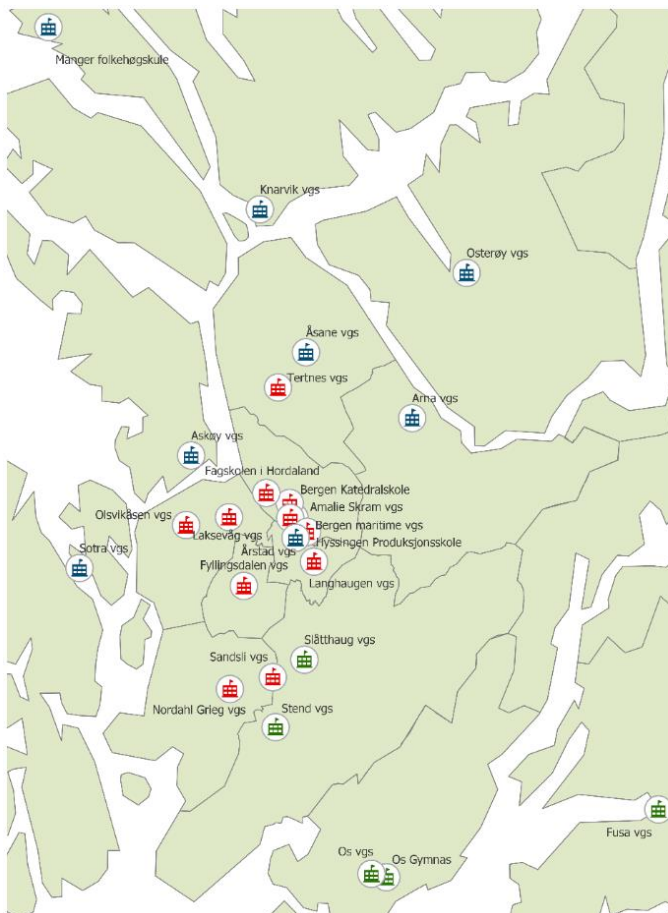 Manger folkehøgskule
Knarvik vgs
Osterøy vgs
Åsane vgs
Tertnes vgs
Arna vgs
Askøy vgs
Fagskolen i Hordaland
Bergen Katedralskole
Amalie Skram vgs
Olsvikåsen vgs
Laksevåg vgs
Bergen maritime vgs
Hyssingen Produksjonsskole
Årstad vgs
Sotra vgs
Fyllingsdalen vgs
Langhaugen vgs
Slåtthaug vgs
Sandsli vgs
Nordahl Grieg vgs
Stend vgs
Fusa vgs
Os vgs
Os Gymnas